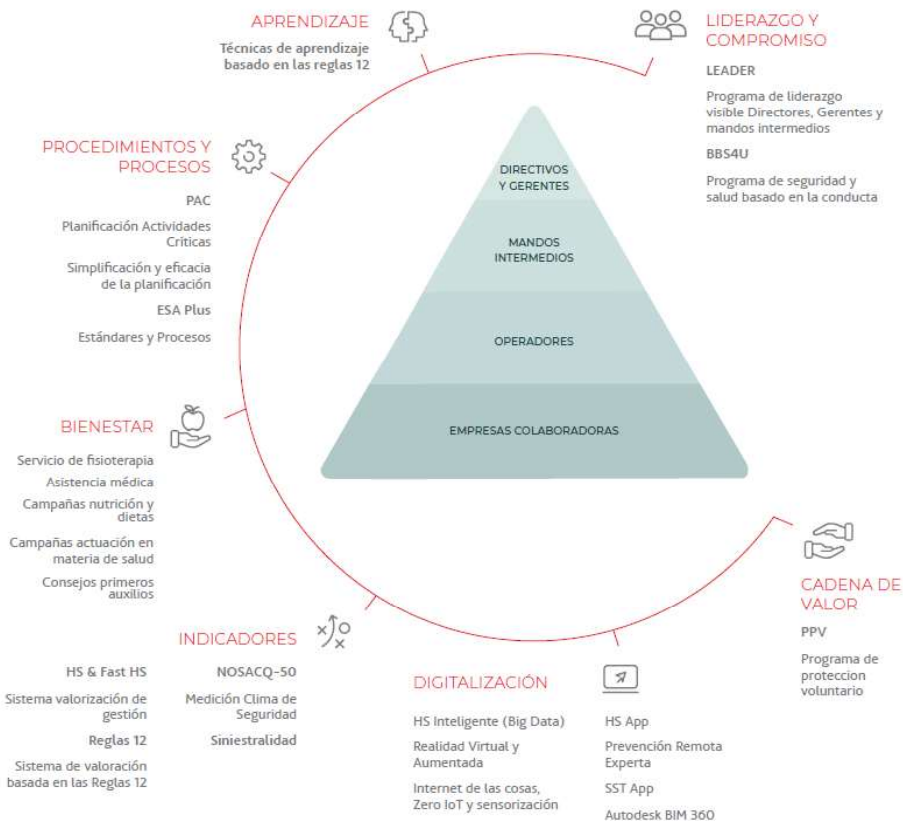 APRENDIZAJE
Técnicas de aprendizaje
basado en las reglas 12
LIDERAZGO Y
COMPROMISO
LEADER
Programa de liderazgo
visible Directores, Gerentes y
mandos intermedios
BBS4U
Programa de seguridad y
salud basado en la conducta
PROCEDIMIENTOS Y
PROCESOS
PAC
Planificación Actividades
Criticas
Simplificación y eficacia
de la planificación
ESA Plus
Estándares y Procesos
DIRECTIVOS
Y GERENTES
MANDOS
INTERMEDIOS
OPERADORES
EMPRESAS COLABORADORAS
BIENESTAR
Servicio de fisioterapia
Asistencia médica
Campañas nutrición y
dietas
Campañas actuación en
materia de salud
Consejos primeros
auxilios
INDICADORES
HS & Fast HS
Sistema valorización de
gestión
Reglas 12
Sistema de valoración
basada en las Reglas 12
NOSACQ-50
Medición Clima de
Seguridad
Siniestralidad
DIGITALIZACIÓN
HS Inteligente (Big Data)
Realidad Virtual y
Aumentada
Internet de las cosas,
Zero IoT y sensorización
HS App
Prevención Remota
Experta
SST App
Autodesk BIM 360
CADENA DE
VALOR
PPV
Programa de
proteccion
voluntario